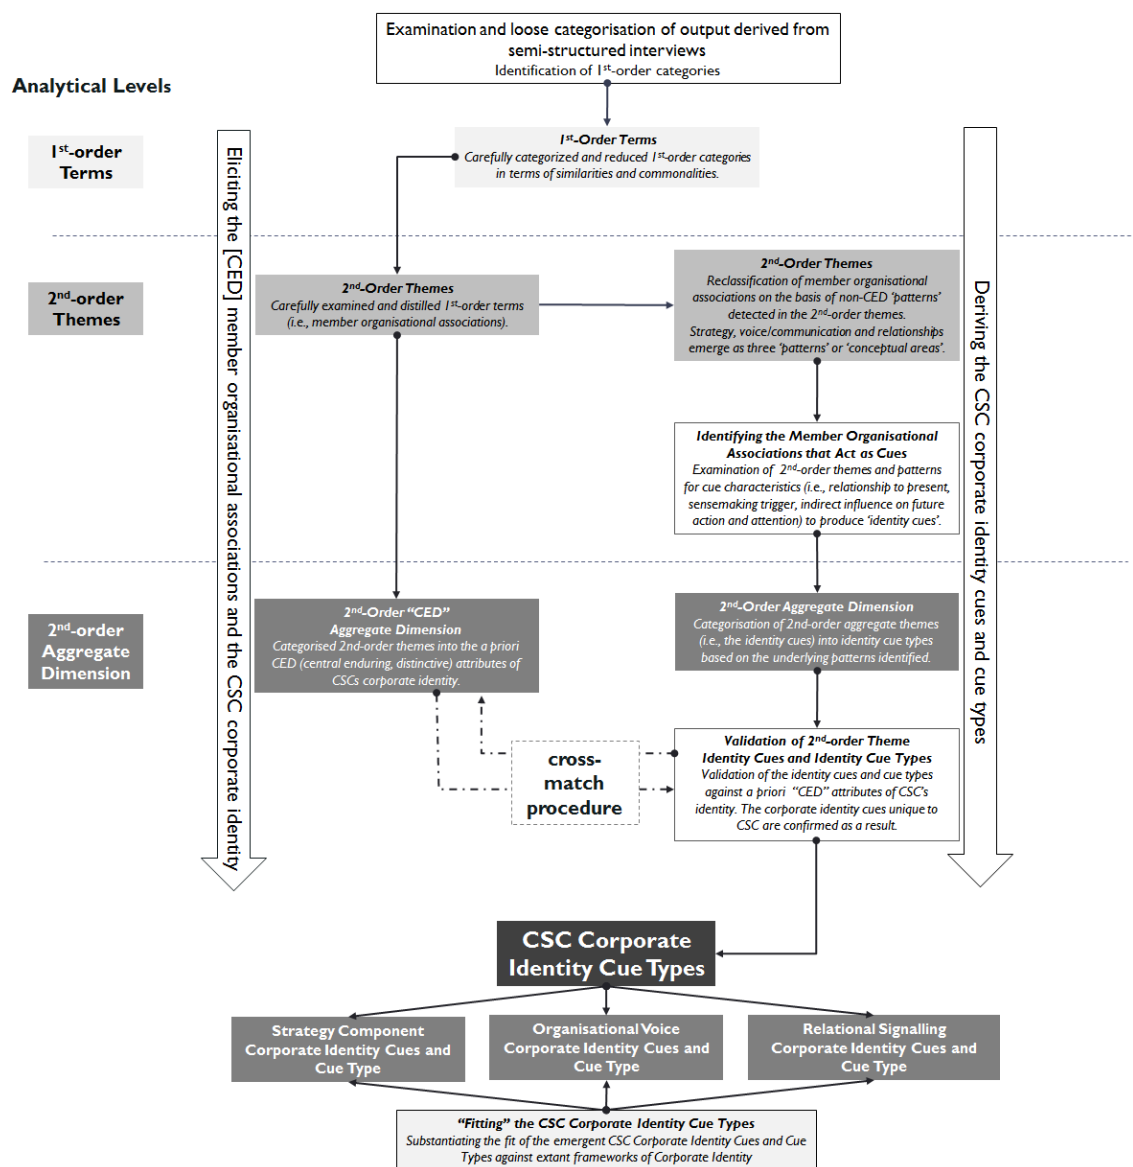 Examination and loose categorisation of output derived from
semi-structured interviews
Identification of 1st-order categories
Analytical Levels
1st-order
Terms
1st-Order Terms
Carefully categorized and reduced 1st-order categories
in terms of similarities and commonalities.
Eliciting the [CED] member organisational associations and the CSC corporate identity
Deriving the CSC corporate identity cues and cue types
2nd-order
Themes
2nd-Order Themes
Carefully examined and distilled 1st-order terms
(i.e., member organisational associations).
2nd-Order Themes
Reclassification of member organisational
associations on the basis of non-CED ‘patterns’
detected in the 2nd-order themes.
Strategy, voice/communication and relationships
emerge as three ‘patterns’ or ‘conceptual areas’.
Identifying the Member Organisational
Associations that Act as Cues
Examination of 2nd-order themes and patterns
for cue characteristics (i.e., relationship to present,
sensemaking trigger, indirect influence on future
action and attention) to produce ‘identity cues’.
2nd-order
Aggregate
Dimension
2nd-Order “CED”
Aggregate Dimension
Categorised 2nd-order themes into the a priori
CED (central enduring, distinctive) attributes of
CSCs corporate identity.
2nd-Order Aggregate Dimension
Categorisation of 2nd-order aggregate themes
(i.e., the identity cues) into identity cue types
based on the underlying patterns identified.
cross-
match
procedure
Validation of 2nd-order Theme
Identity Cues and Identity Cue Types
Validation of the identity cues and cue types
against a priori “CED” attributes of CSC’s
identity. The corporate identity cues unique to
CSC are confirmed as a result.
CSC Corporate
Identity Cue Types
Strategy Component
Corporate Identity Cues and
Cue Type
Organisational Voice
Corporate Identity Cues and
Cue Type
Relational Signalling
Corporate Identity Cues and
Cue Type
“Fitting” the CSC Corporate Identity Cue Types
Substantiating the fit of the emergent CSC Corporate Identity Cues and Cue
Types against extant frameworks of Corporate Identity